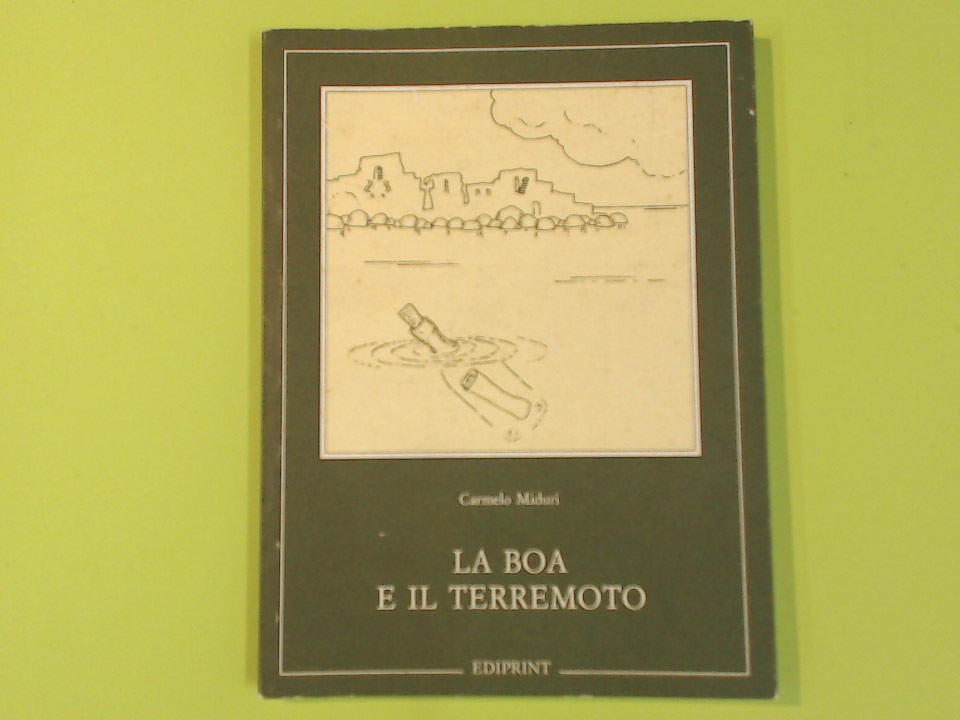 Carmelo Miduri
LA BOA
E IL TERREMOTO
EDIPRINT